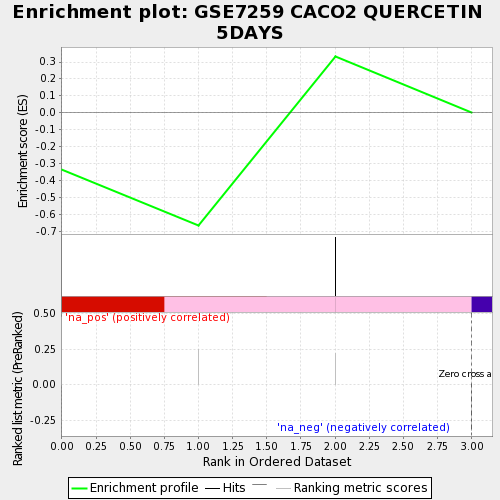 Enrichment plot: GSE7259 CACO2 QUERCETIN
5DAYS
Enrichment score (ES)
0.3
0.2
0.1
0.0
-0.1
-0.2
-0.3
-0.4
-0.5
-0.6
-0.7
Ranked list metric (PreRanked)
0.50
0.25
0.00
-0.25
'na_pos' (positively correlated)
Zero cross a
'na_neg' (negatively correlated)
0.00 0.25 0.50 0.75 1.00 1.25 1.50 1.75 2.00 2.25 2.50 2.75 3.00
Rank in Ordered Dataset
Enrichment profile Hits Ranking metric scores